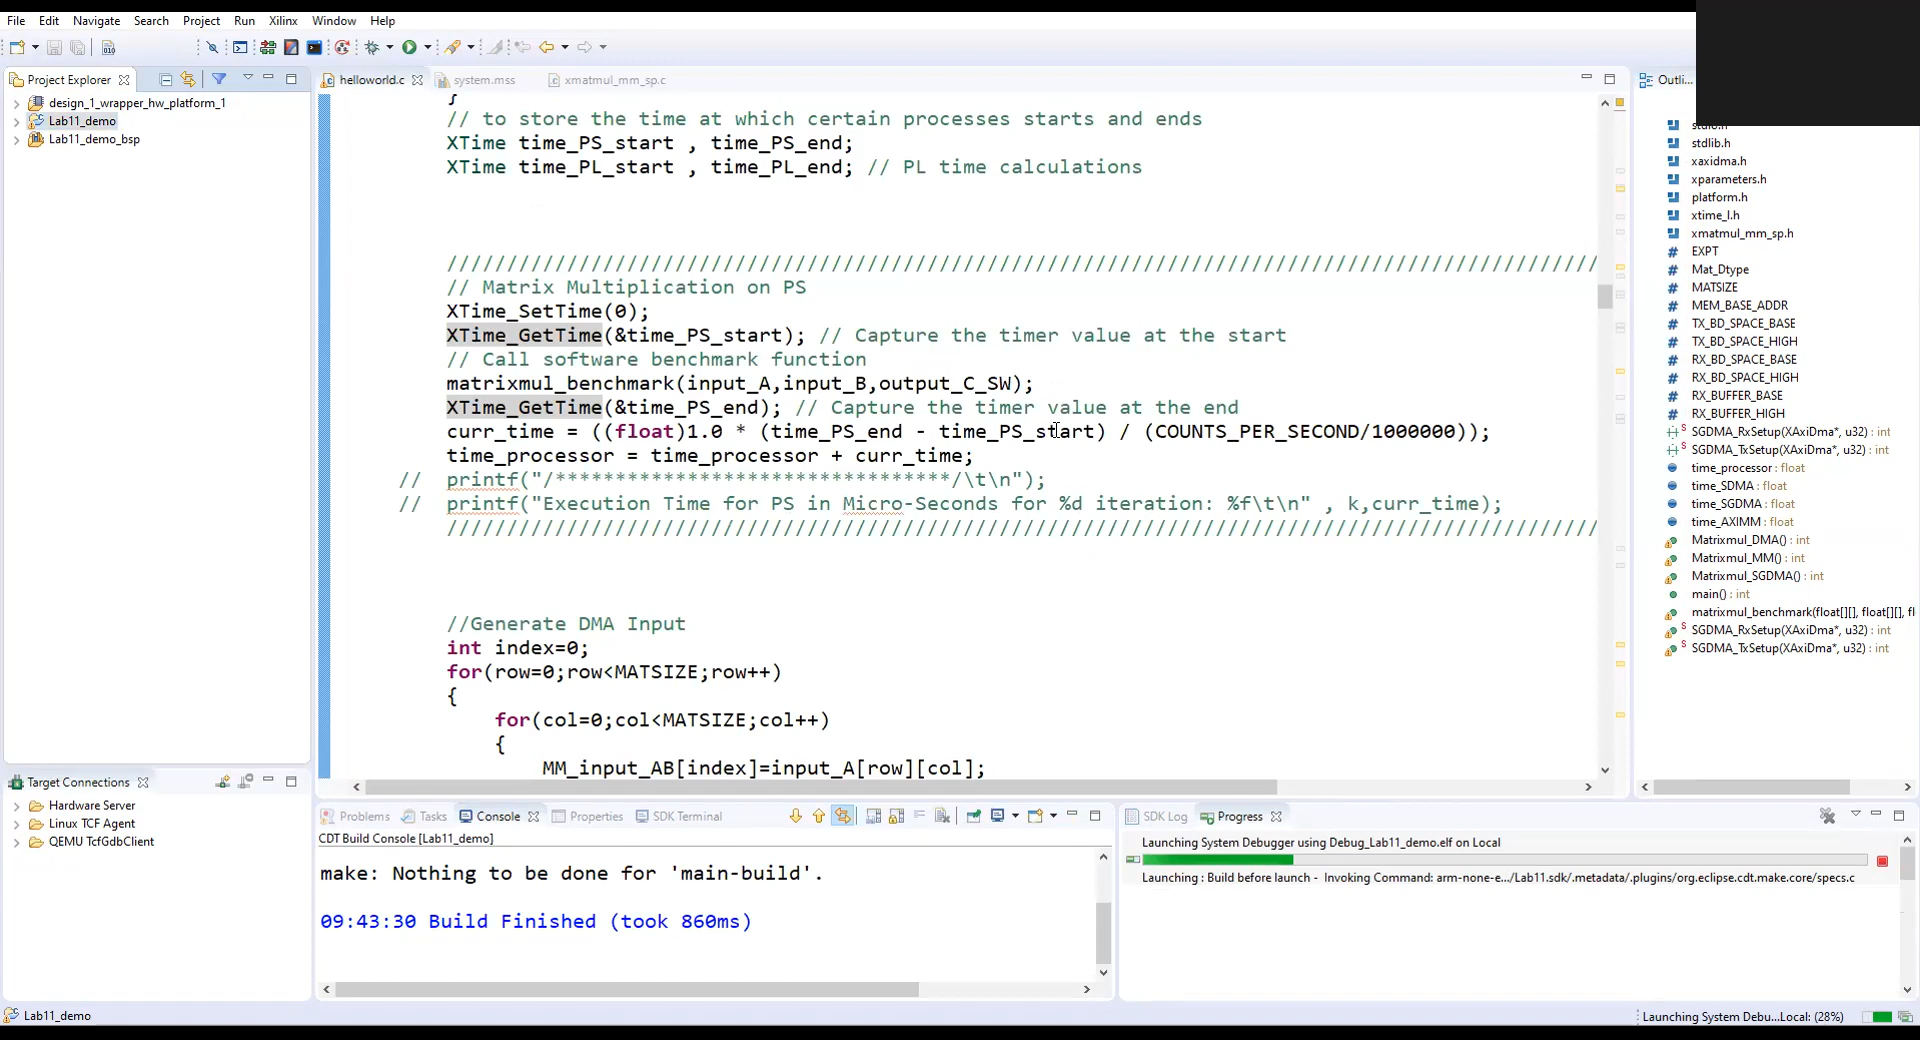 File Edit Navigate Search Project Run Xilinx Window Help
Project Explorer
design_1_wrapper_hw_platform_1
Lab11_demo
Lab11_demo_bsp
helloworld.c system.mss xmatmul_mm_sp.c
}
// to store the time at which certain processes starts and ends
XTime time_PS_start , time_PS_end;
XTime time_PL_start , time_PL_end; // PL time calculations
////////////////////////////////////////////////////////////////////////////////////////////////
// Matrix Multiplication on PS
XTime_SetTime(0);
XTime_GetTime(&time_PS_start); // Capture the timer value at the start
// Call software benchmark function
matrixmul_benchmark(input_A,input_B,output_C_SW);
XTime_GetTime(&time_PS_end); // Capture the timer value at the end
curr_time = ((float)1.0 * (time_PS_end - time_PS_start) / (COUNTS_PER_SECOND/1000000));
time_processor = time_processor + curr_time;
// printf("/*********************************/\t\n");
// printf("Execution Time for PS in Micro-Seconds for %d iteration: %f\t\n" , k,curr_time);
////////////////////////////////////////////////////////////////////////////////////////////////
//Generate DMA Input
int index=0;
for(row=0;row<MATSIZE;row++)
{
for(col=0;col<MATSIZE;col++)
{
MM_input_AB[index]=input_A[row][col];
Outli...
stdio.h
stdlib.h
xaxidma.h
xparameters.h
platform.h
xtime_l.h
xmatmul_mm_sp.h
# EXPT
# Mat_Dtype
# MATSIZE
# MEM_BASE_ADDR
# TX_BD_SPACE_BASE
# TX_BD_SPACE_HIGH
# RX_BD_SPACE_BASE
# RX_BD_SPACE_HIGH
# RX_BUFFER_BASE
# RX_BUFFER_HIGH
S SGDMA_RxSetup(XAxiDma*, u32) : int
S SGDMA_TxSetup(XAxiDma*, u32) : int
time_processor : float
time_SDMA : float
time_SGDMA : float
time_AXIMM : float
Matrixmul_DMA() : int
Matrixmul_MM() : int
Matrixmul_SGDMA() : int
main() : int
matrixmul_benchmark(float[][], float[][], fl
S SGDMA_RxSetup(XAxiDma*, u32) : int
S SGDMA_TxSetup(XAxiDma*, u32) : int
Target Connections
Hardware Server
Linux TCF Agent
QEMU TcfGdbClient
Problems Tasks Console Properties SDK Terminal
CDT Build Console [Lab11_demo]
make: Nothing to be done for 'main-build'.
09:43:30 Build Finished (took 860ms)
SDK Log Progress
Launching System Debugger using Debug_Lab11_demo.elf on Local
Launching : Build before launch - Invoking Command: arm-none-e.../Lab11.sdk/.metadata/.plugins/org.eclipse.cdt.make.core/specs.c
Lab11_demo
Launching System Debu...Local: (28%)